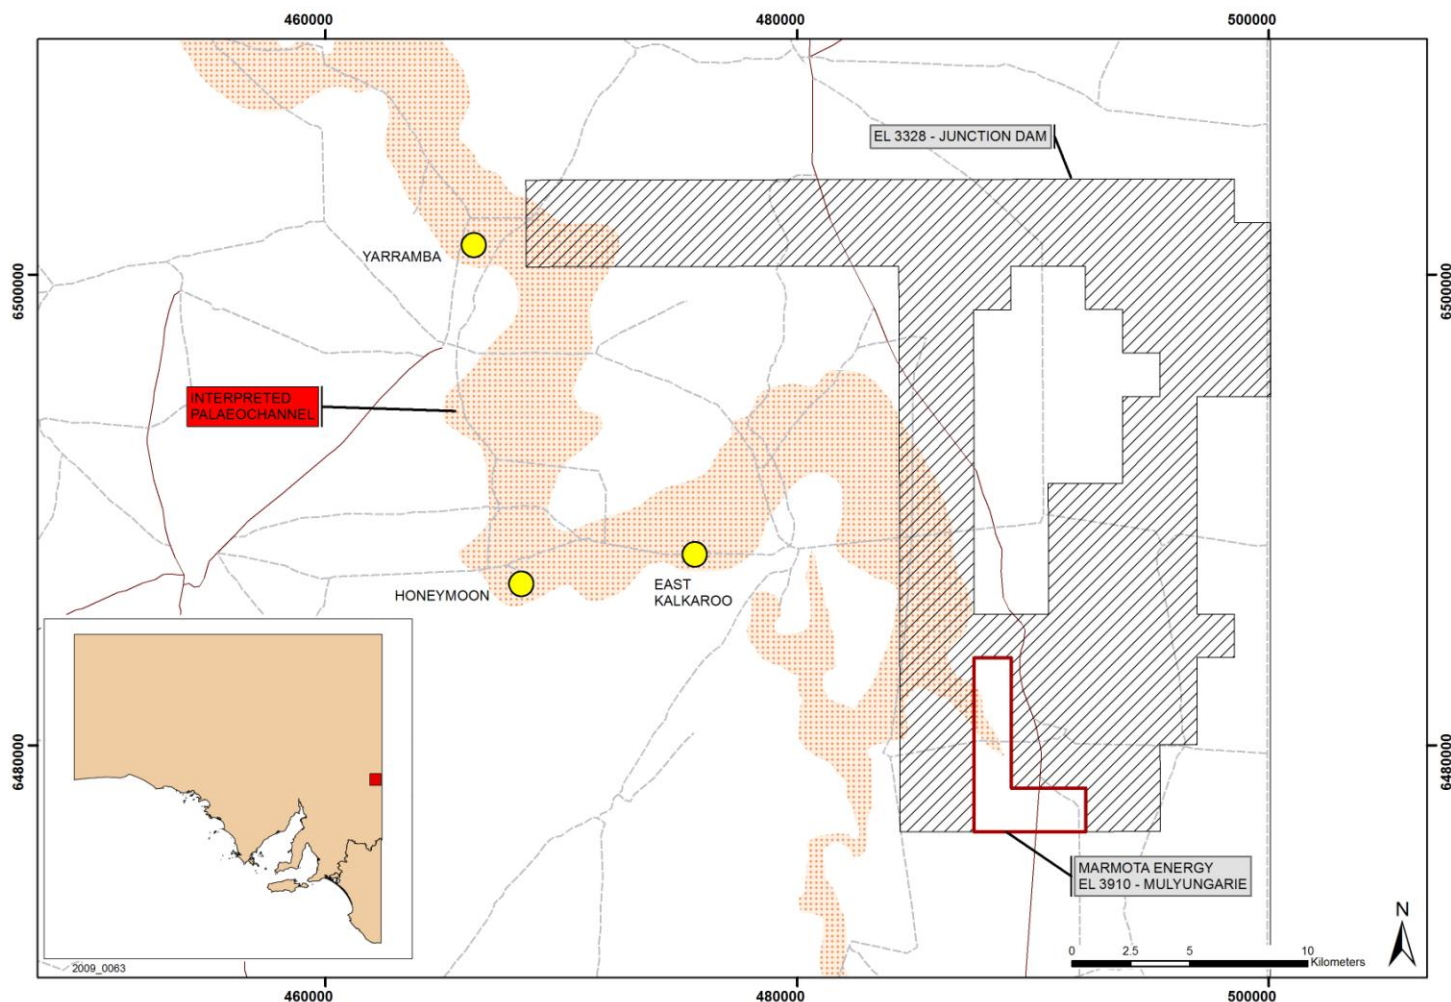 460000
480000
500000
EL 3328 - JUNCTION DAM
YARRAMBA
6500000
6500000
INTERPRETED
PALAEOCHANNEL
HONEYMOON
EAST
KALKAROO
6480000
6480000
MARMOTA ENERGY
EL 3910 - MULYUNGARIE
N
0
2.5
5
10
Kilometers
2009_0063
460000
480000
500000